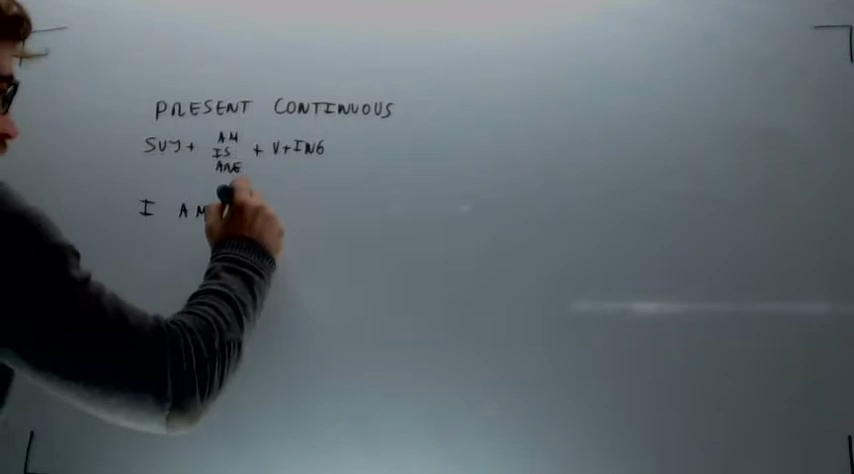 PRESENT CONTINUOUS
SUJ + AM IS ARE + V+ING
I AM